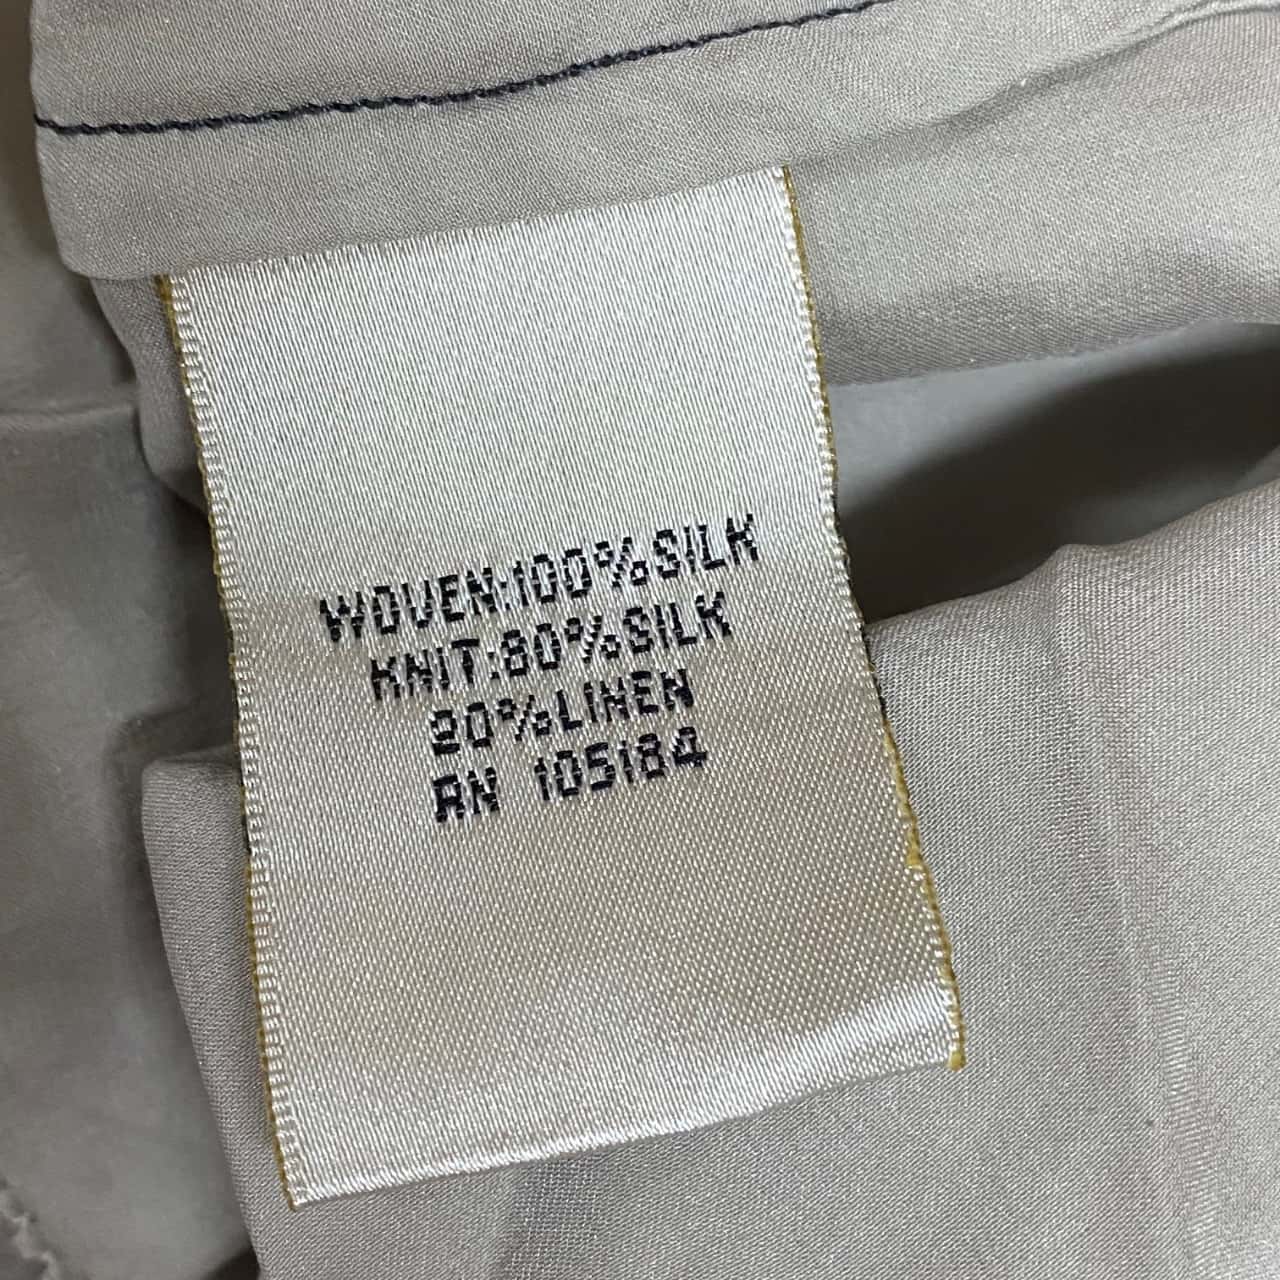 WOVEN:100%SILK
KNIT:80%SILK
20%LINEN
RN 105184